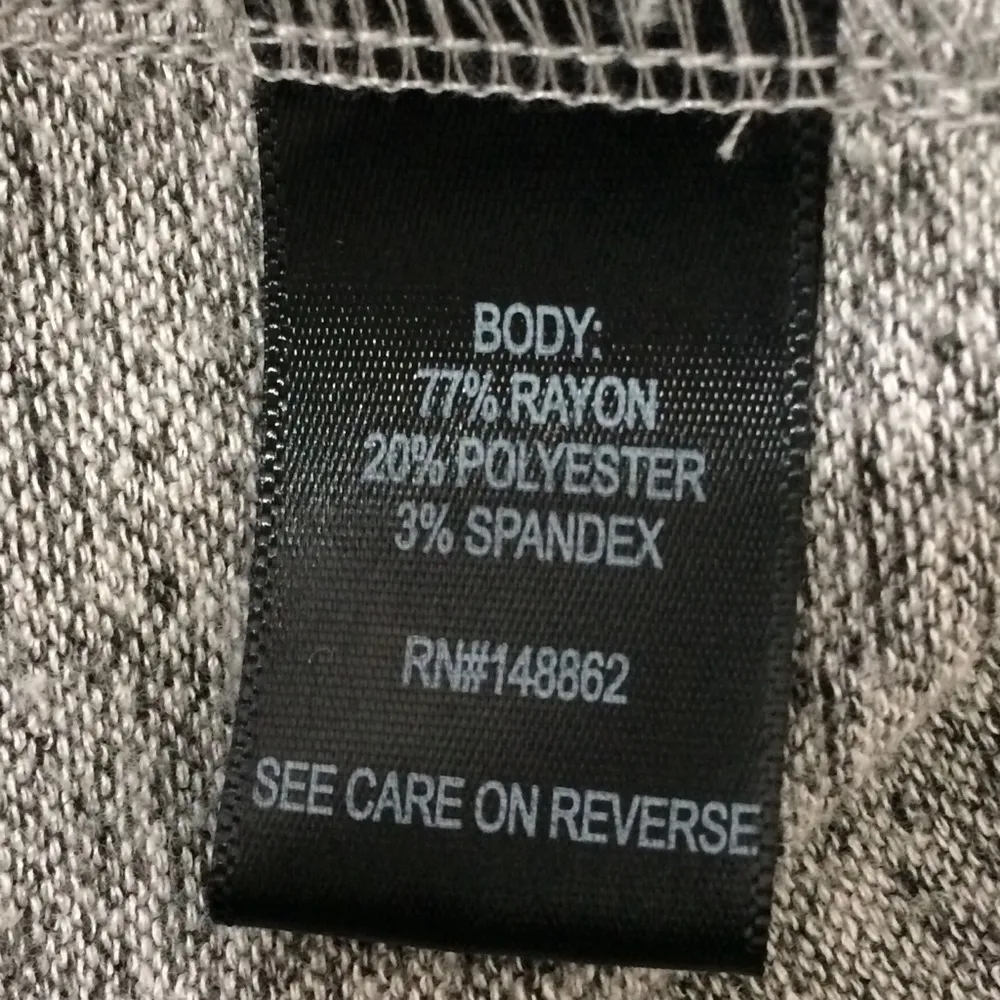 BODY:
77% RAYON
20% POLYESTER
3% SPANDEX
RN#148862
SEE CARE ON REVERSE